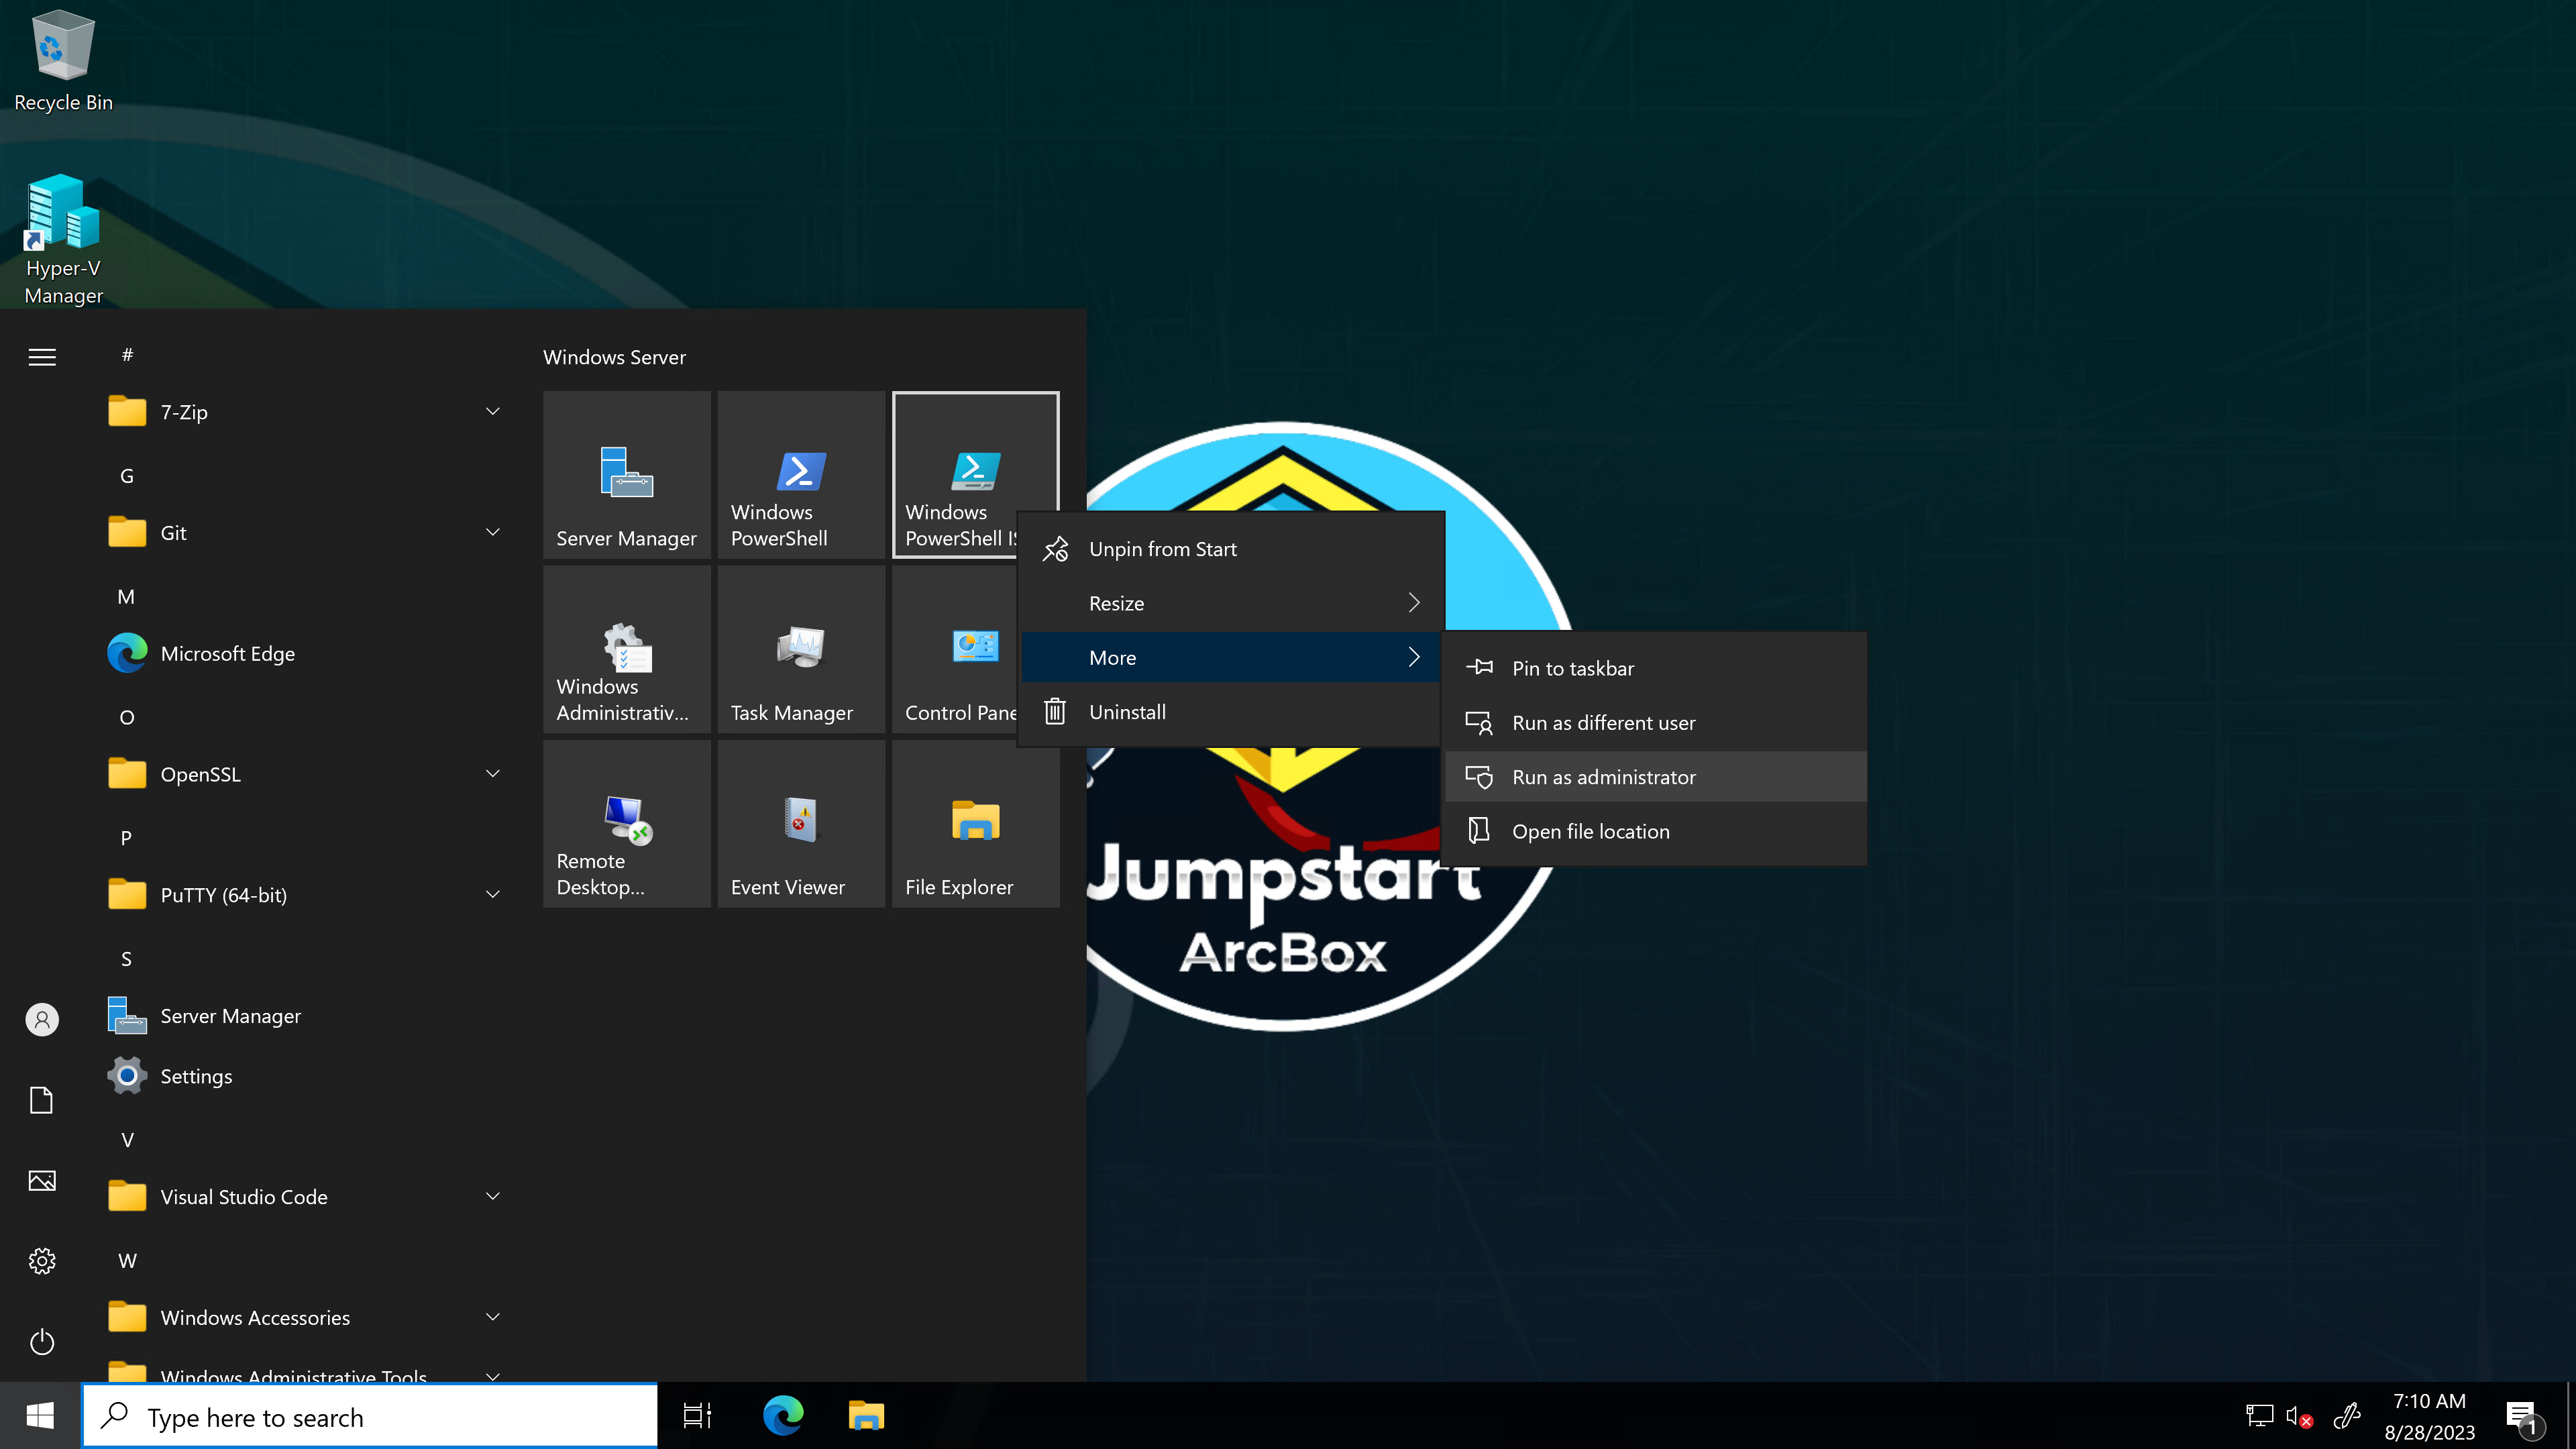 Recycle Bin
Hyper-V
Manager
#
7-Zip
G
Git
M
Microsoft Edge
O
OpenSSL
P
PuTTY (64-bit)
S
Server Manager
Settings
V
Visual Studio Code
W
Windows Accessories
Windows Administrative Tools
Windows Server
Server Manager
Windows
PowerShell
Windows
PowerShell IS
Windows
Administrativ...
Task Manager
Control Pane
Remote
Desktop...
Event Viewer
File Explorer
Unpin from Start
Resize
More
Uninstall
Pin to taskbar
Run as different user
Run as administrator
Open file location
Jumpstart
ArcBox
Type here to search
7:10 AM
8/28/2023
1